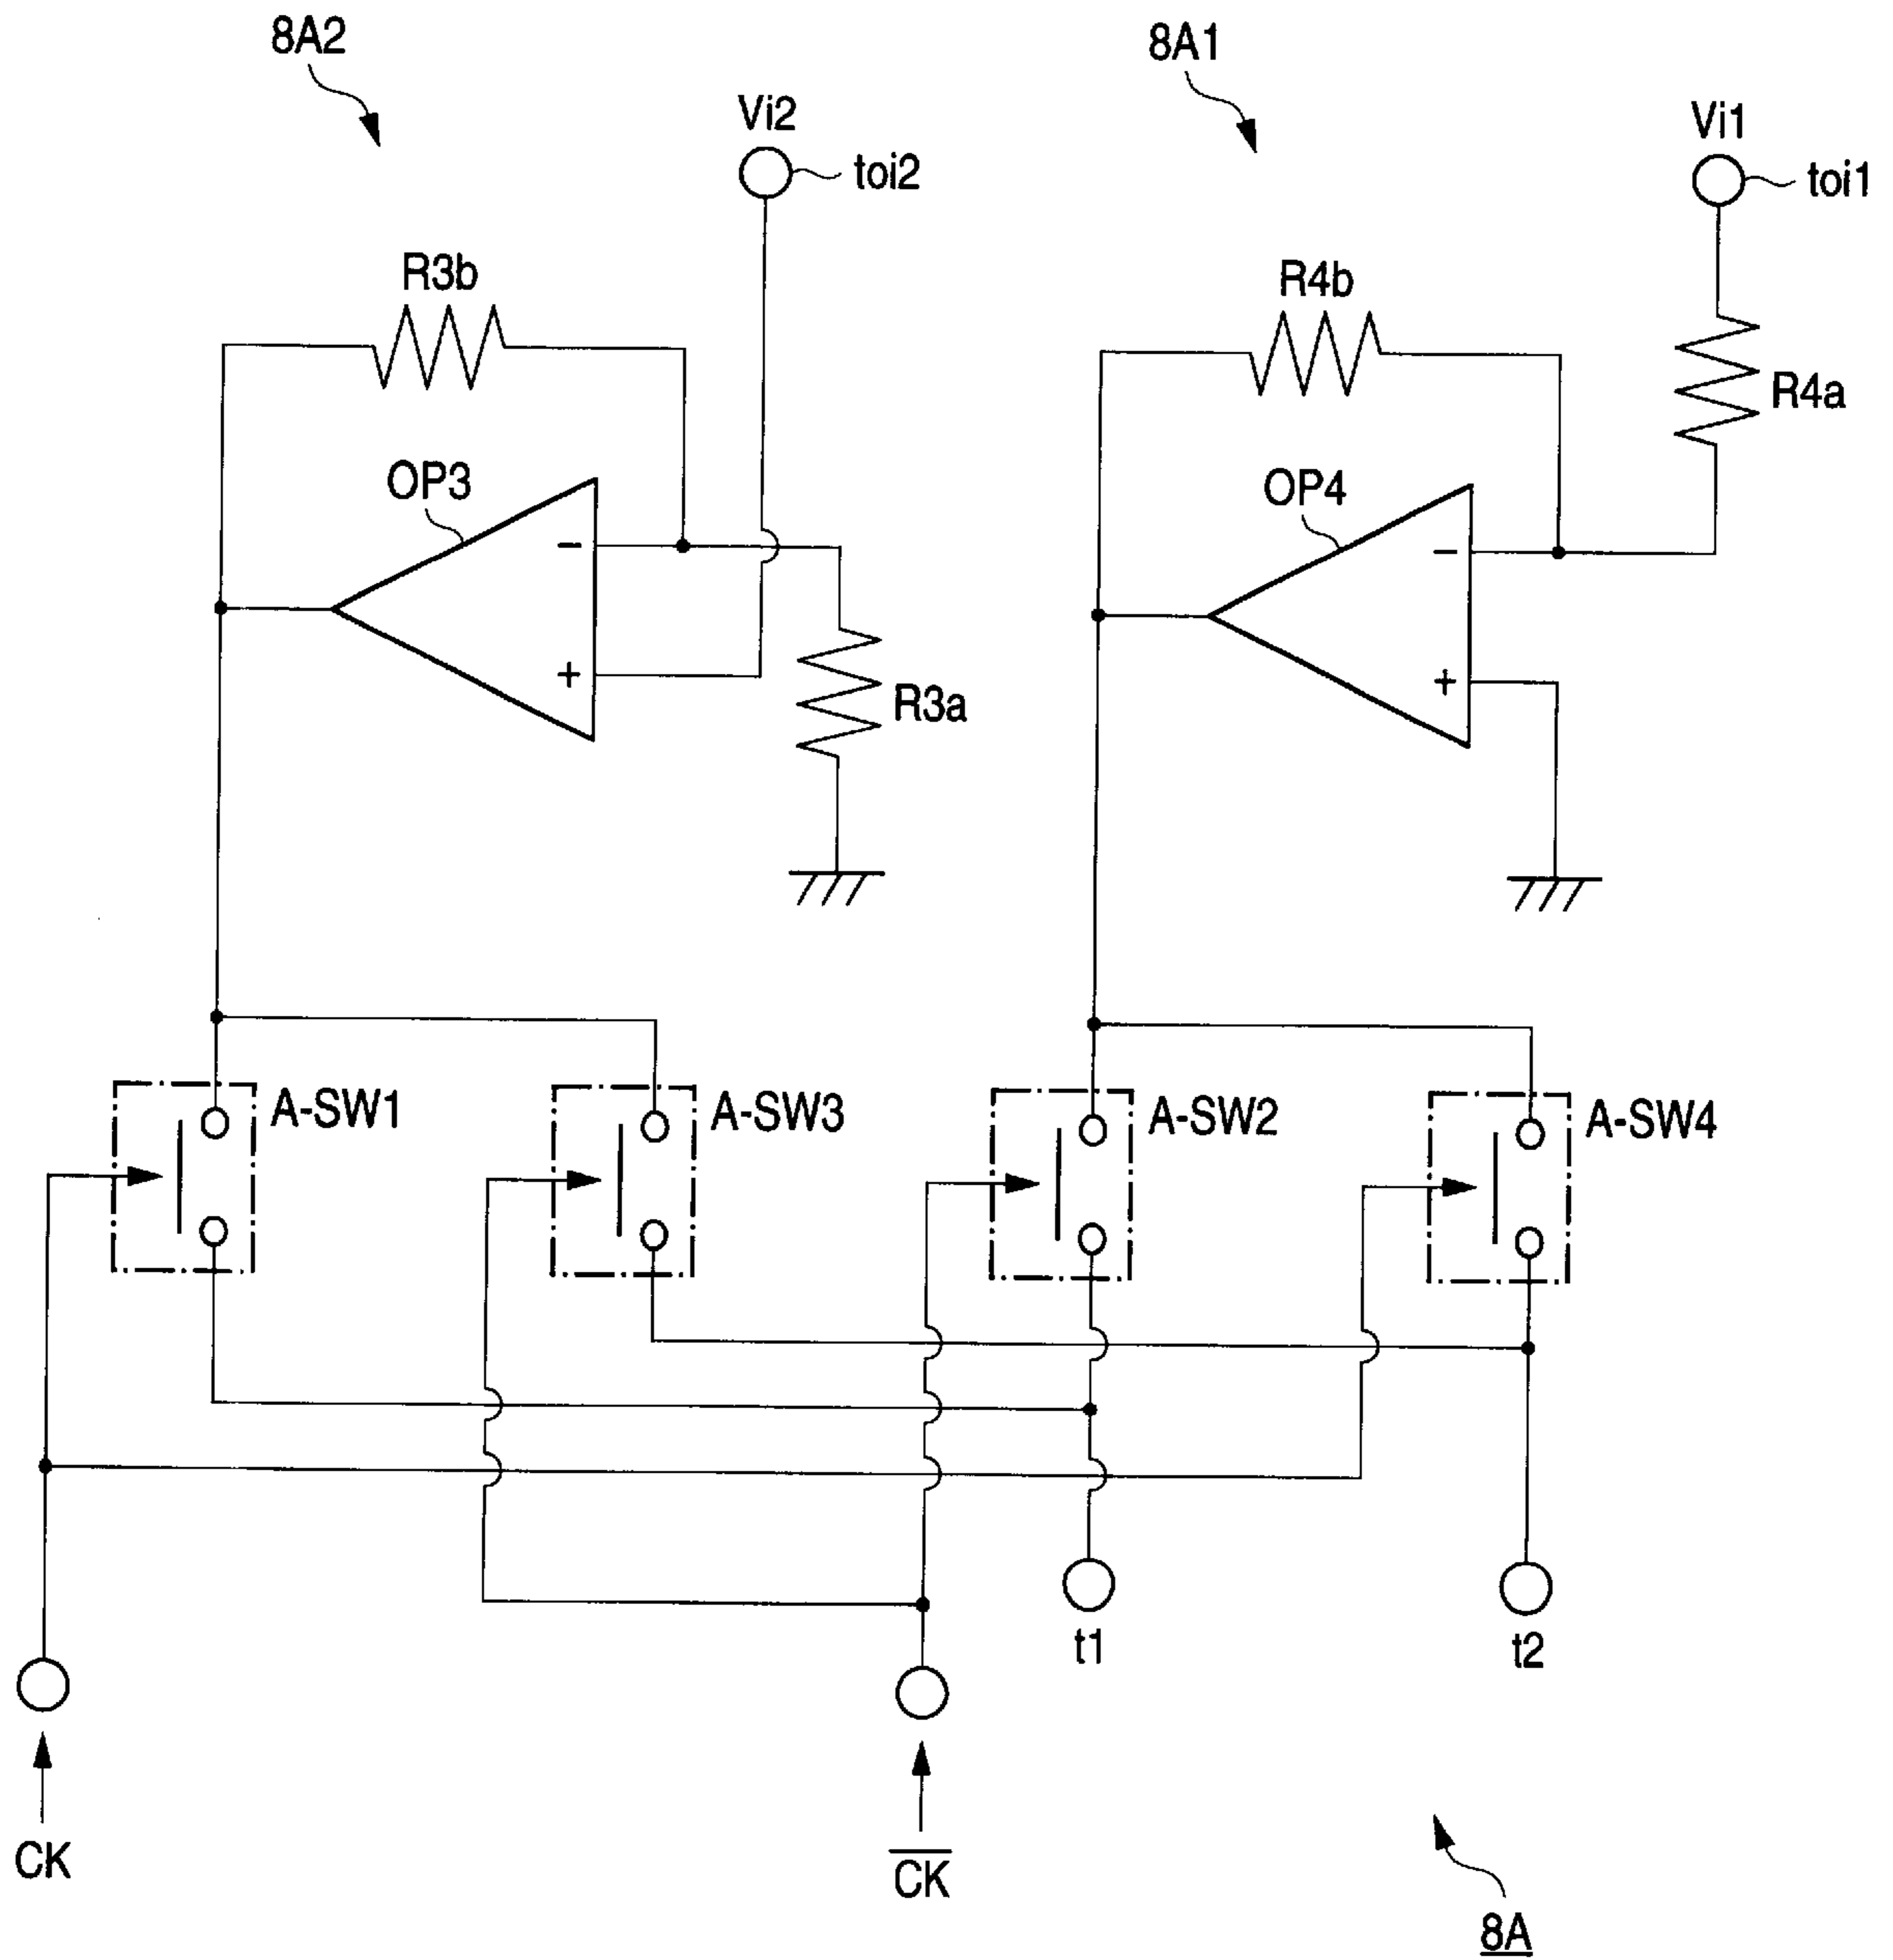 8A2
8A1
Vi2
toi2
Vi1
toi1
R3b
R4b
R4a
OP3
OP4
−
−
+
+
R3a
A-SW1
A-SW3
A-SW2
A-SW4
t1
t2
CK
C̅K̅
8A